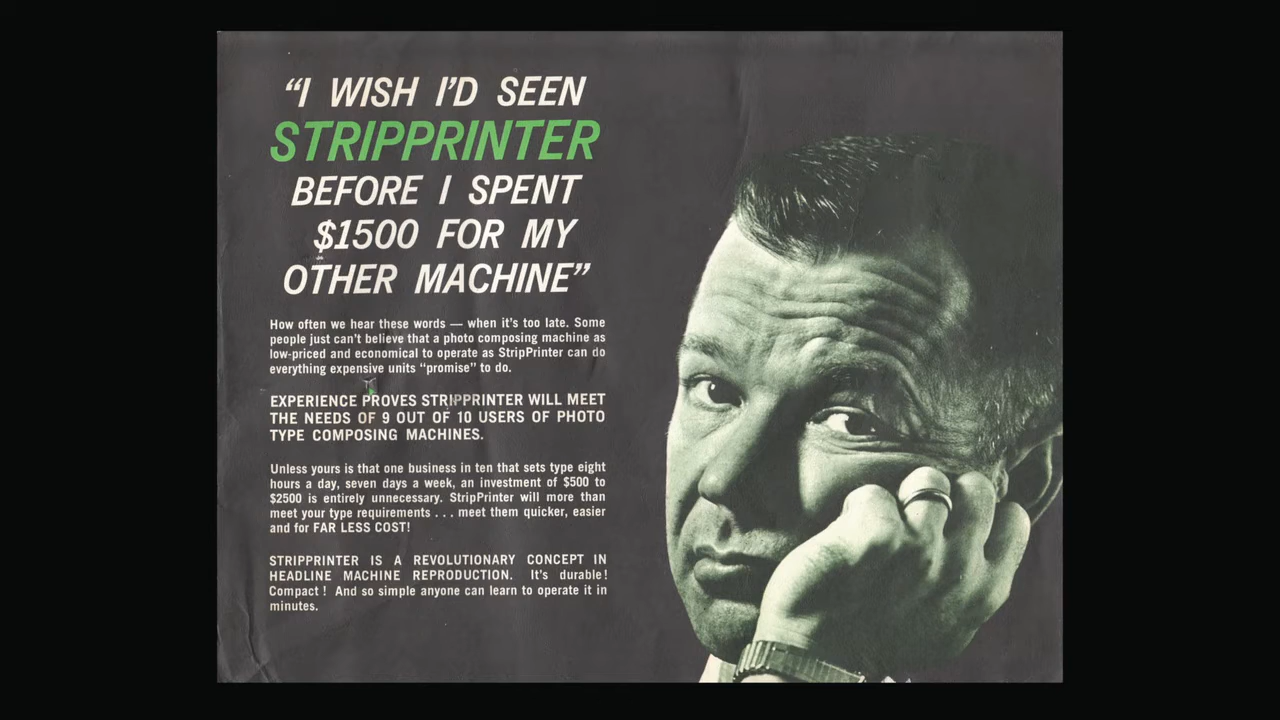 “I WISH I’D SEEN
STRIPPRINTER
BEFORE I SPENT
$1500 FOR MY
OTHER MACHINE”
How often we hear these words — when it’s too late. Some
people just can’t believe that a photo composing machine as
low-priced and economical to operate as StripPrinter can do
everything expensive units “promise” to do.
EXPERIENCE PROVES STRIPPRINTER WILL MEET
THE NEEDS OF 9 OUT OF 10 USERS OF PHOTO
TYPE COMPOSING MACHINES.
Unless yours is that one business in ten that sets type eight
hours a day, seven days a week, an investment of $500 to
$2500 is entirely unnecessary. StripPrinter will more than
meet your type requirements . . . meet them quicker, easier
and for FAR LESS COST!
STRIPPRINTER IS A REVOLUTIONARY CONCEPT IN
HEADLINE MACHINE REPRODUCTION. It’s durable!
Compact! And so simple anyone can learn to operate it in
minutes.